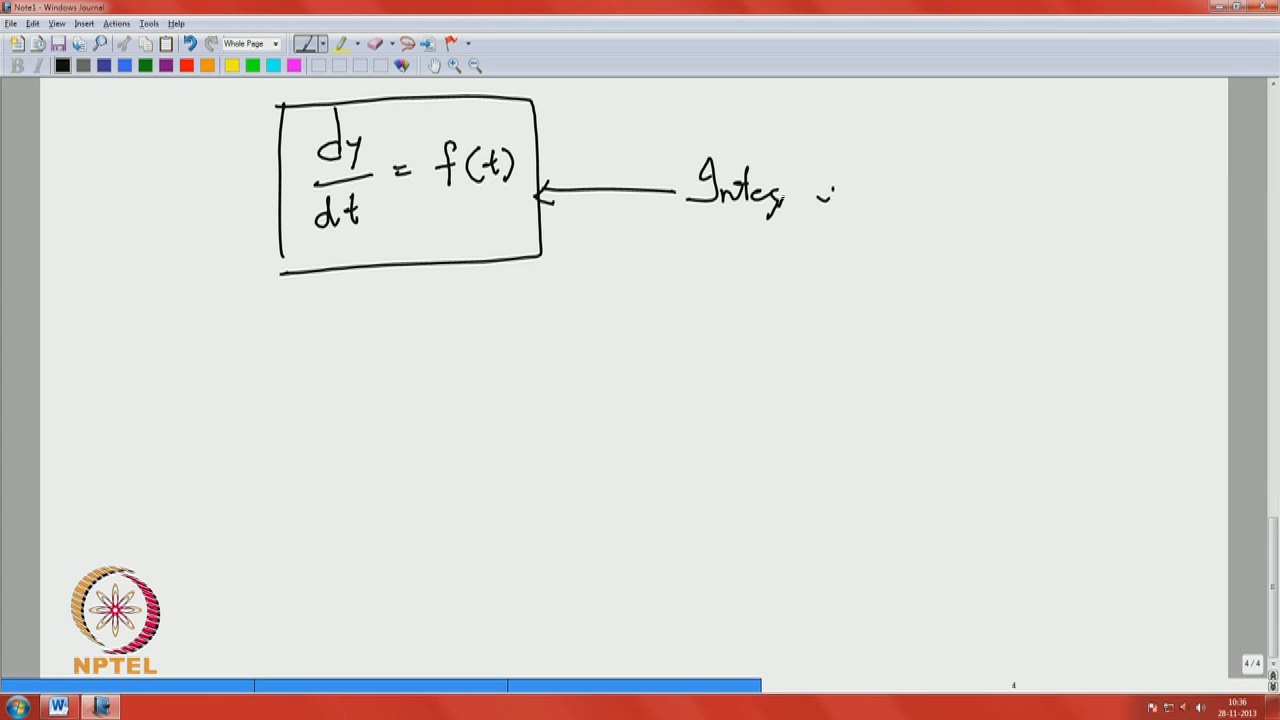 Note1 - Windows Journal
File Edit View Insert Actions Tools Help
Whole Page
B I
dy
dt
= f(t)
NPTEL
4/4
4
10:36
28-11-2013